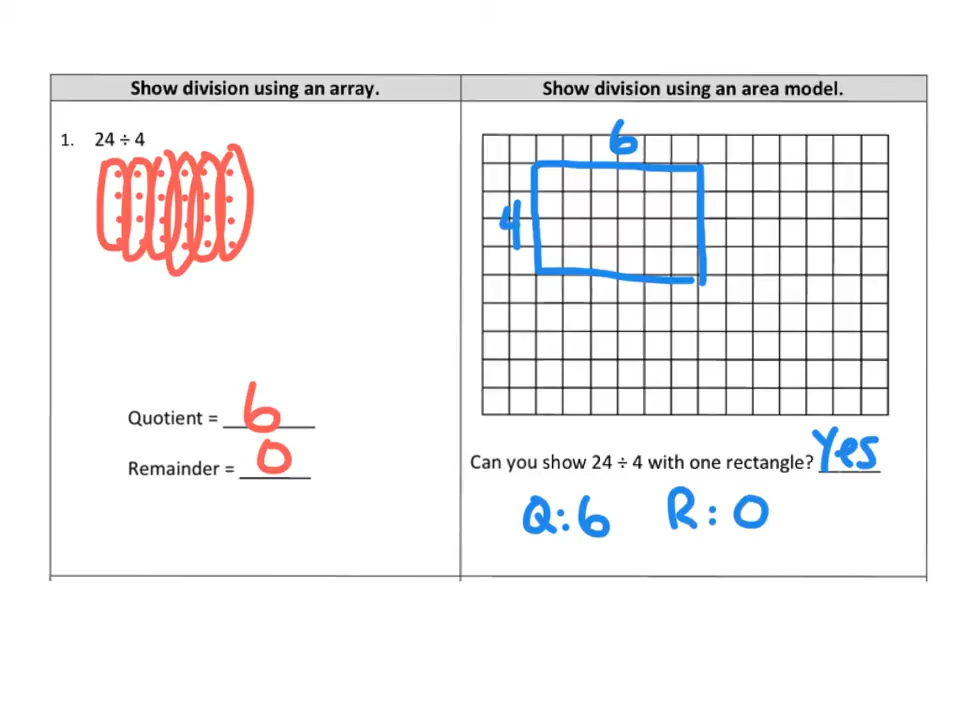 Show division using an array.
Show division using an area model.
1. 24 ÷ 4
Quotient = 6
Remainder = 0
6
4
Can you show 24 ÷ 4 with one rectangle? Yes
Q: 6 R: 0